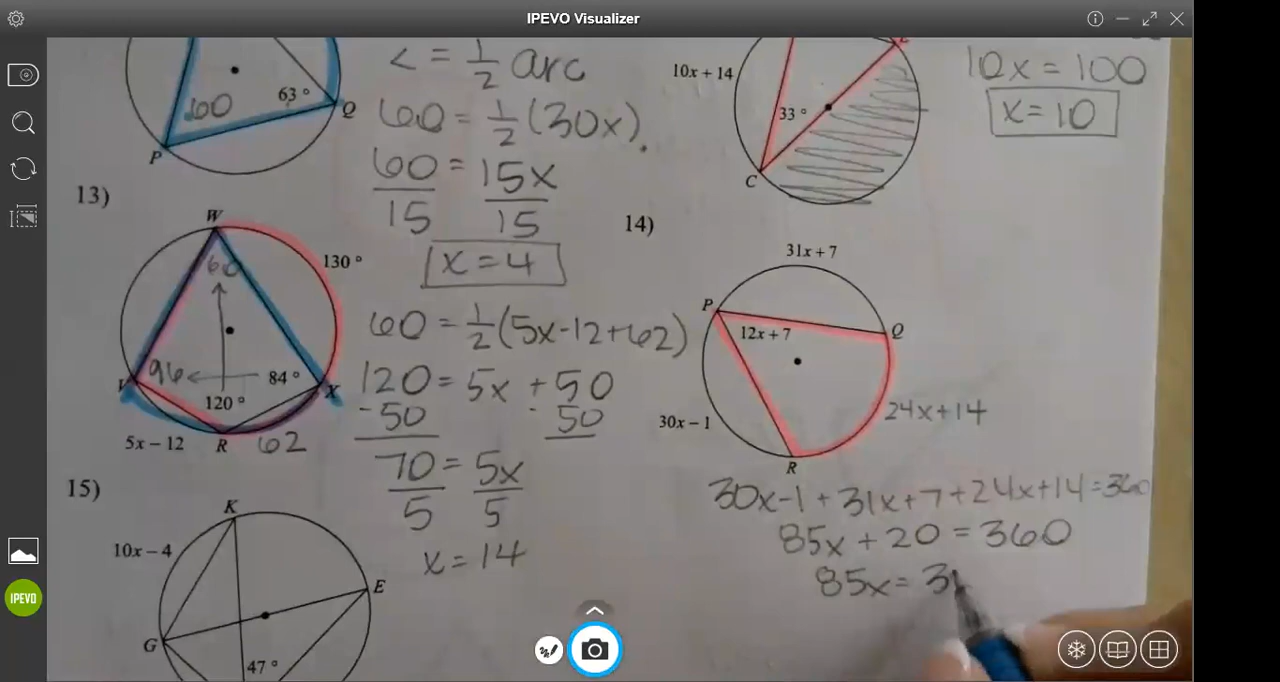 IPEVO Visualizer
< = 1/2 arc
60
63°
Q
P
60 = 1/2 (30x).
60 = 15x
15 15
x = 4
10x + 14
33°
C
10x = 100
x = 10
13)
W
60
130°
96
84°
X
120°
5x − 12
R
62
60 = 1/2 (5x-12+62)
120 = 5x + 50
-50 - 50
70 = 5x
5 5
x = 14
14)
31x + 7
P
Q
12x + 7
24x+14
30x − 1
R
30x-1 + 31x+7+24x+14=360
85x + 20 = 360
85x = 3
15)
K
10x − 4
E
G
47°
IPEVO